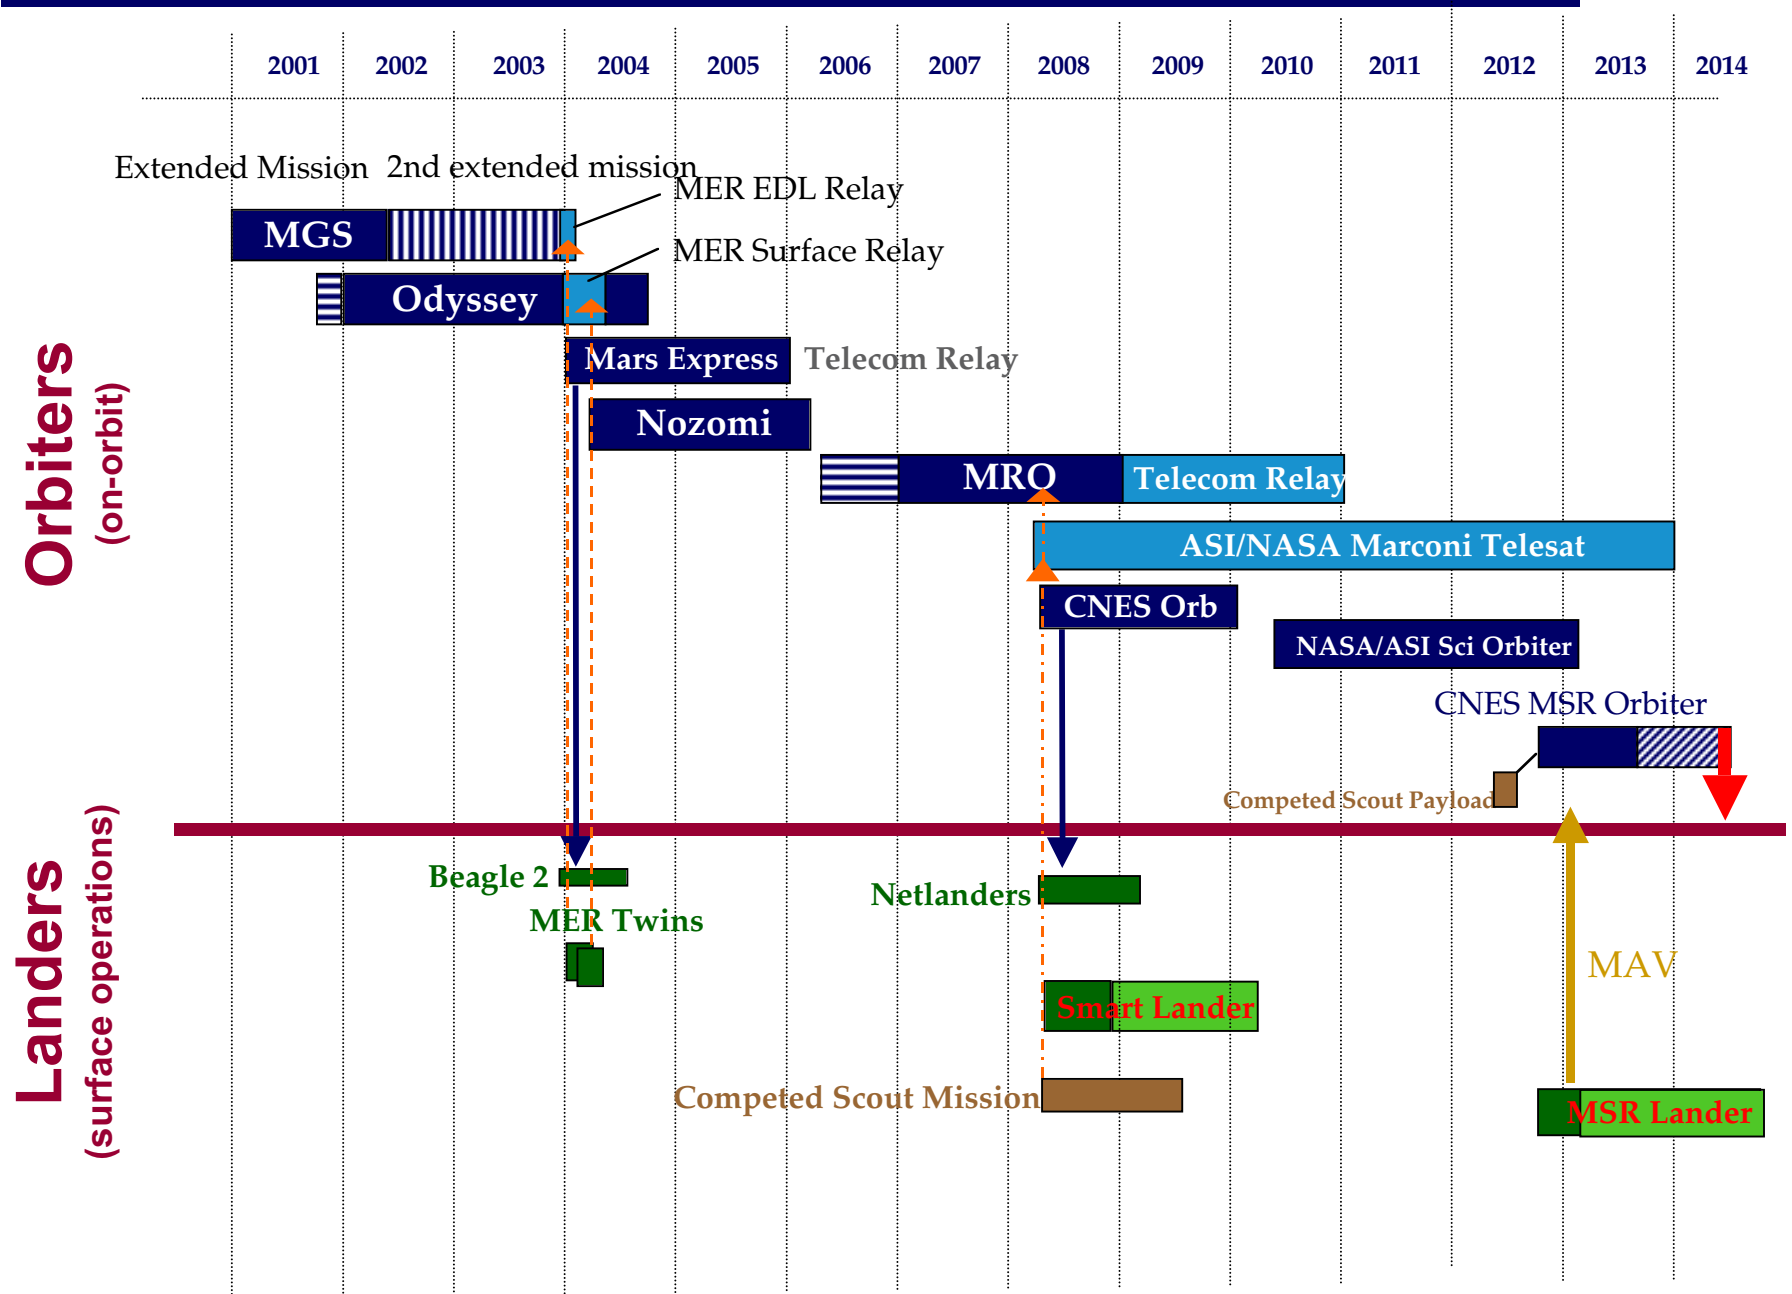 2001 2002 2003 2004 2005 2006 2007 2008 2009 2010 2011 2012 2013 2014
Extended Mission 2nd extended mission
MER EDL Relay
MGS
MER Surface Relay
Odyssey
Mars Express Telecom Relay
Nozomi
MRO Telecom Relay
ASI/NASA Marconi Telesat
CNES Orb
NASA/ASI Sci Orbiter
CNES MSR Orbiter
Competed Scout Payload
Orbiters
(on-orbit)
Beagle 2
Netlanders
MER Twins
MAV
Smart Lander
Competed Scout Mission
MSR Lander
Landers
(surface operations)